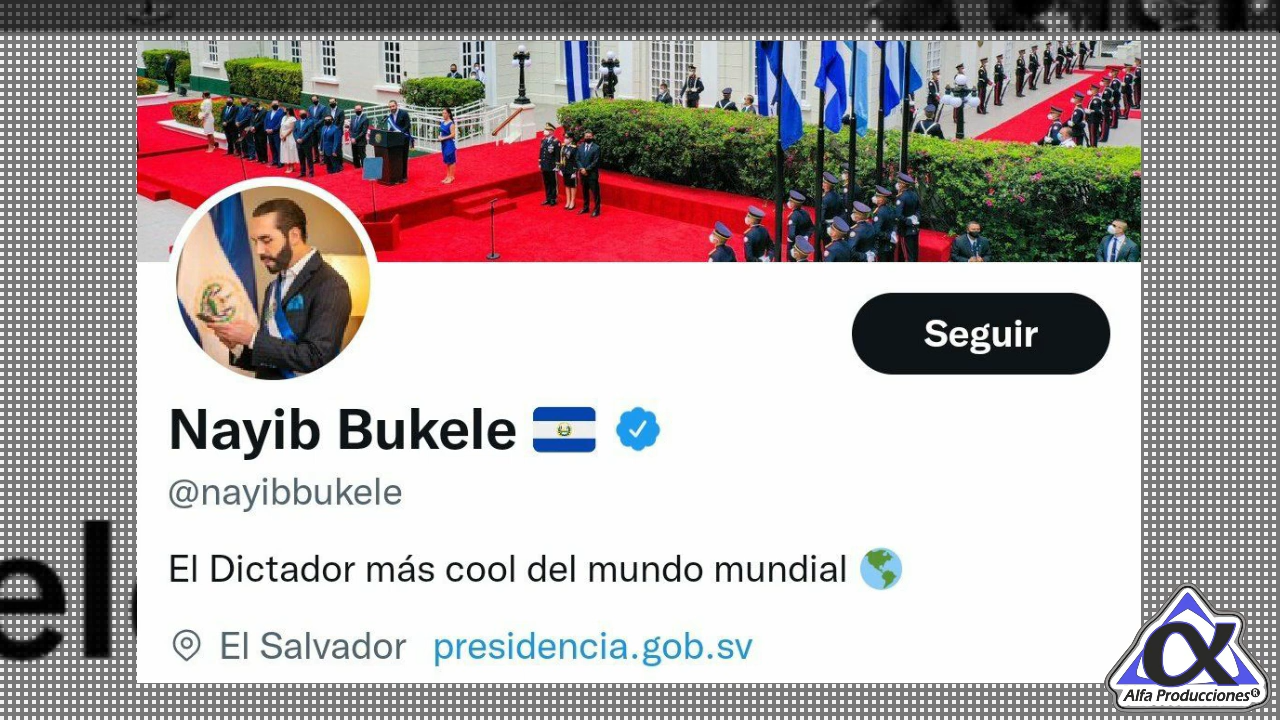 Seguir
Nayib Bukele
@nayibbukele
El Dictador más cool del mundo mundial
El Salvador presidencia.gob.sv
α
Alfa Producciones®